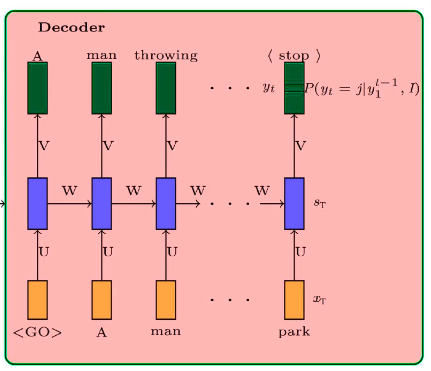 Decoder
A man throwing ⟨ stop ⟩
. . . y_t P(y_t = j|y_1^{t-1}, I)
V V V V
W W W W
. . . s_T
U U U U
. . . x_T
<GO> A man park